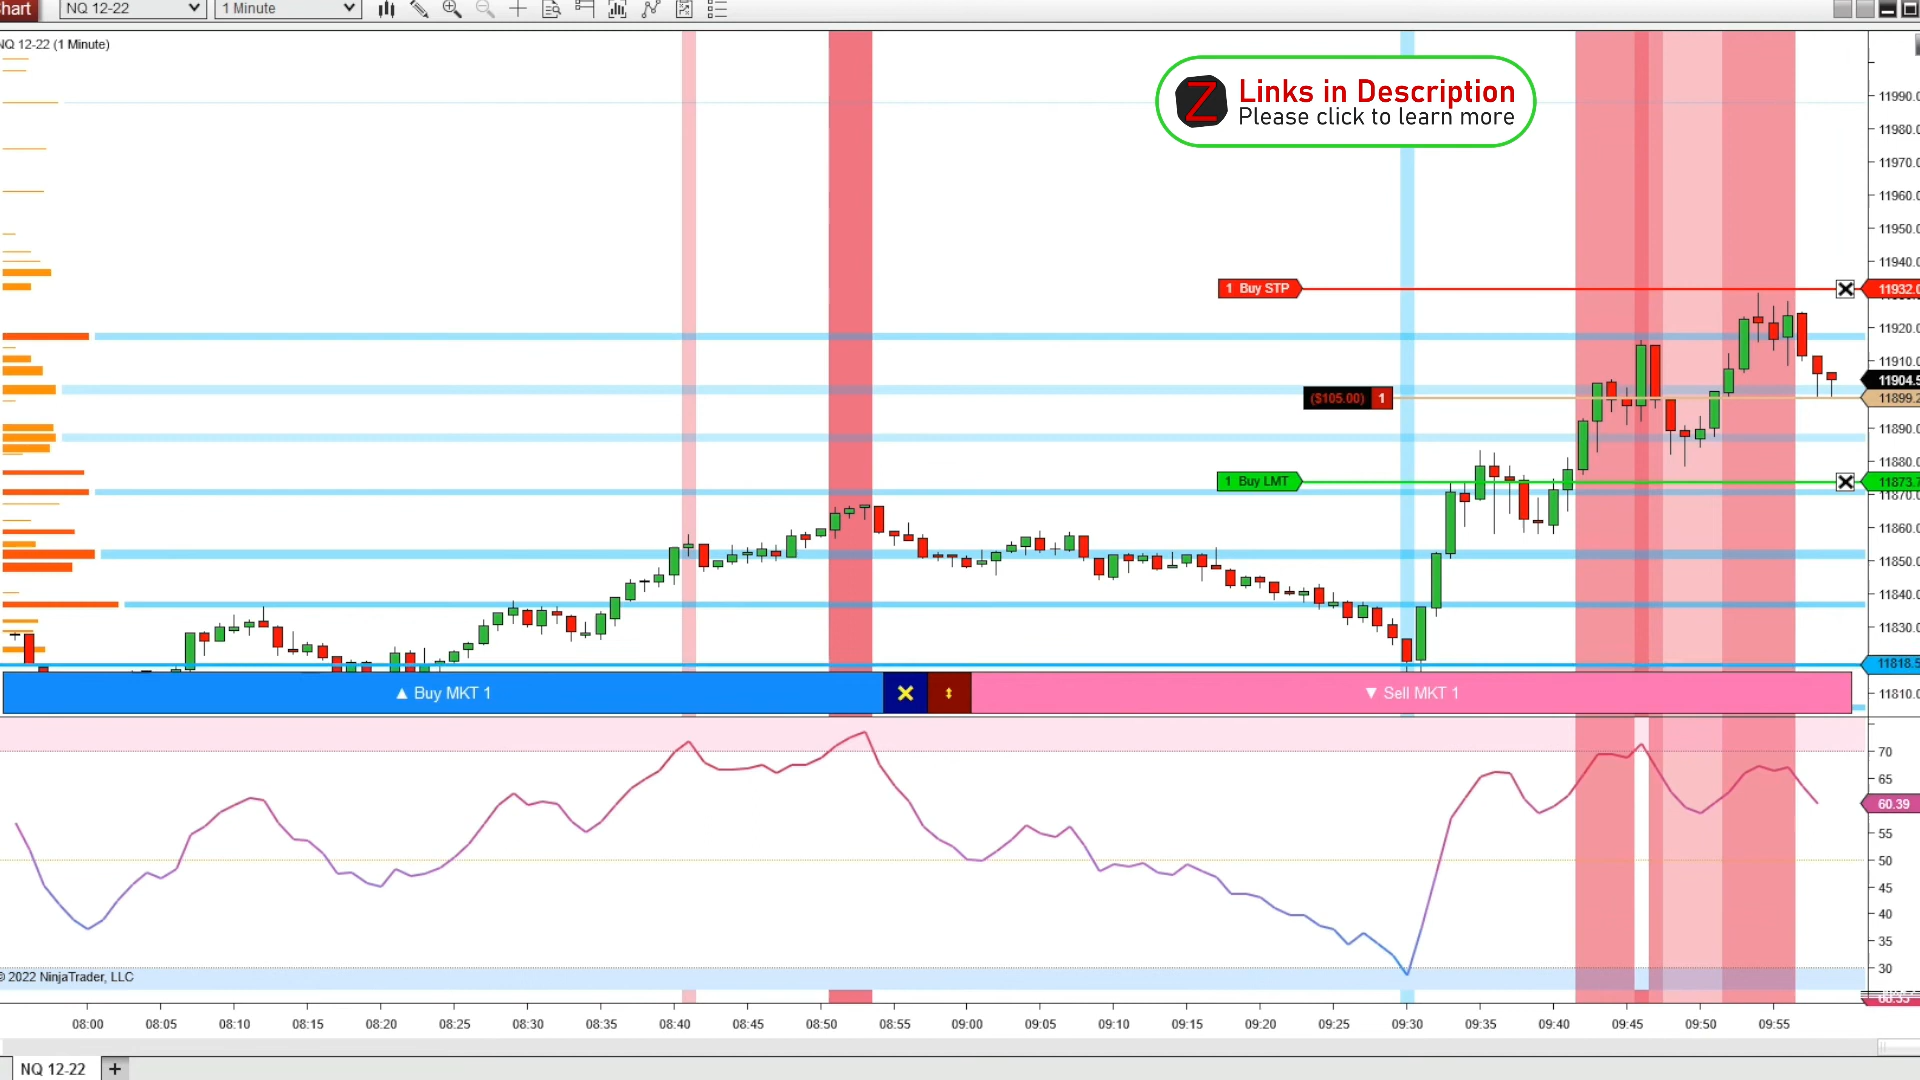 hart NQ 12-22 1 Minute
NQ 12-22 (1 Minute)
Z Links in Description
Please click to learn more
11990.0
11980.0
11970.0
11960.0
11950.0
11940.0
1 Buy STP 11932.0
11920.0
11910.0
11904.5
($105.00) 1 11899.2
11890.0
11880.0
1 Buy LMT 11873.7
11870.0
11860.0
11850.0
11840.0
11830.0
11818.5
11810.0
▲ Buy MKT 1 ▼ Sell MKT 1
70
65
60.39
55
50
45
40
35
30
© 2022 NinjaTrader, LLC
08:00 08:05 08:10 08:15 08:20 08:25 08:30 08:35 08:40 08:45 08:50 08:55 09:00 09:05 09:10 09:15 09:20 09:25 09:30 09:35 09:40 09:45 09:50 09:55
NQ 12-22 +